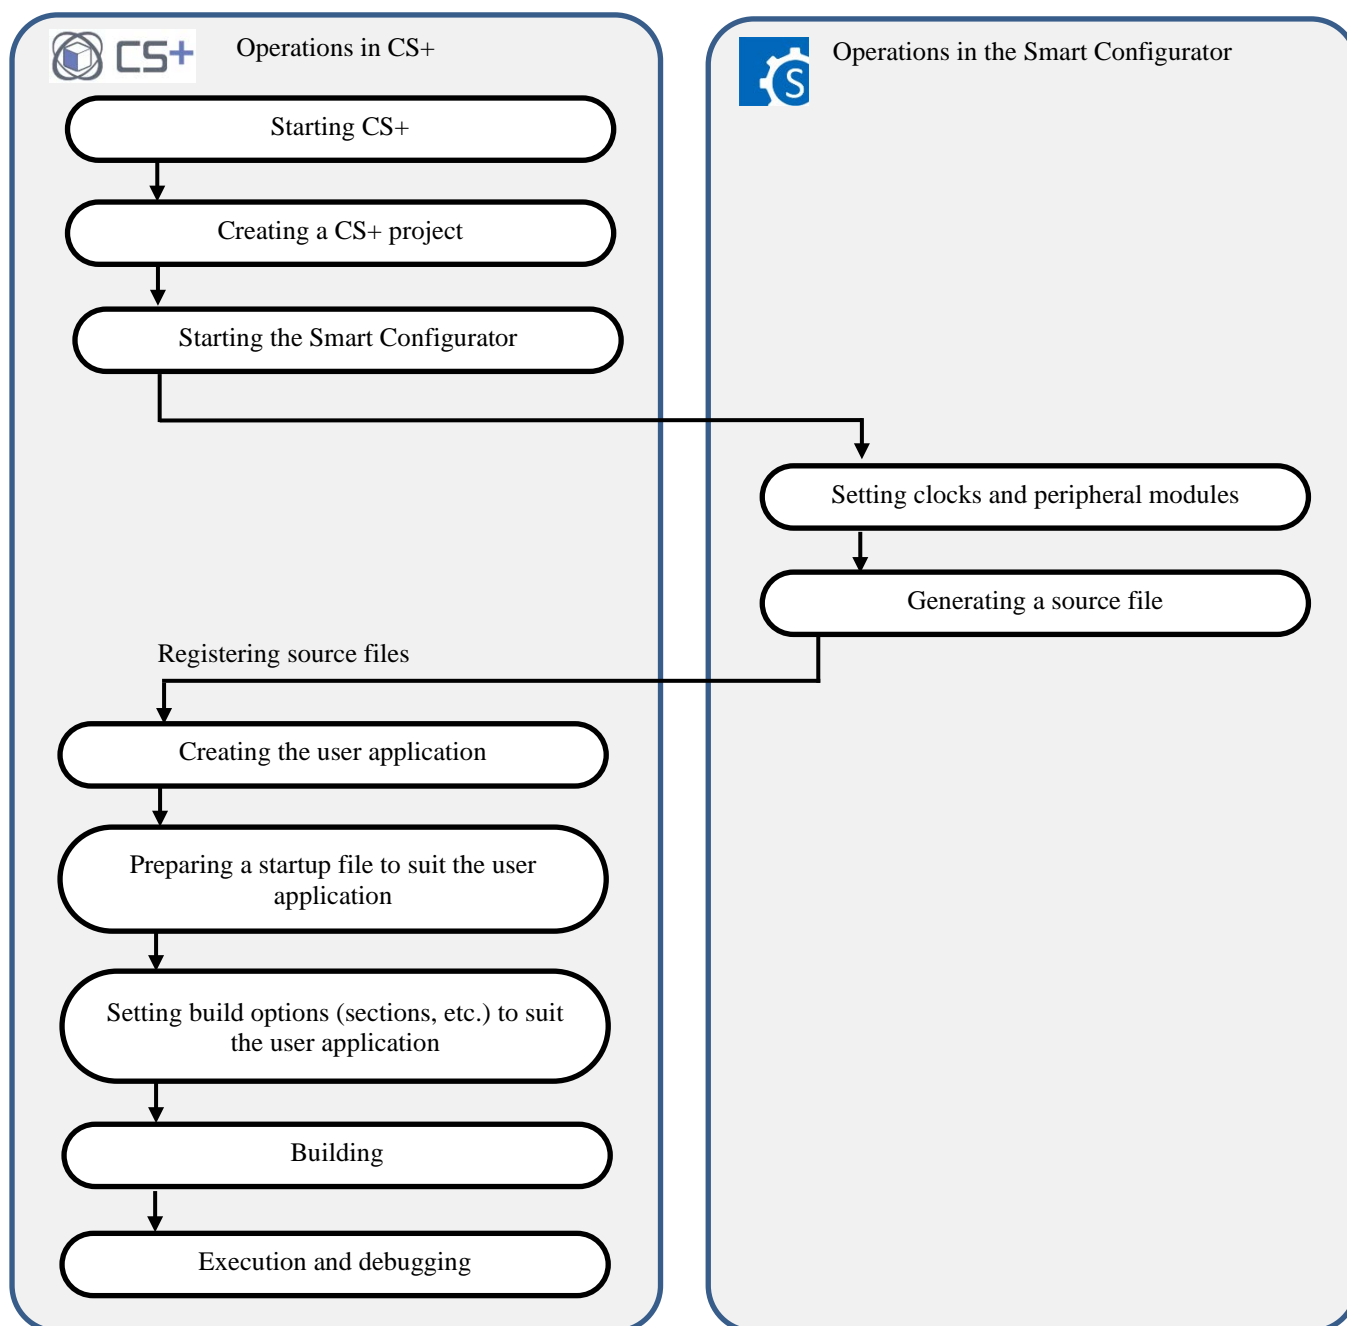 CS+
Operations in CS+
Starting CS+
Creating a CS+ project
Starting the Smart Configurator
S
Operations in the Smart Configurator
Setting clocks and peripheral modules
Generating a source file
Registering source files
Creating the user application
Preparing a startup file to suit the user
application
Setting build options (sections, etc.) to suit
the user application
Building
Execution and debugging